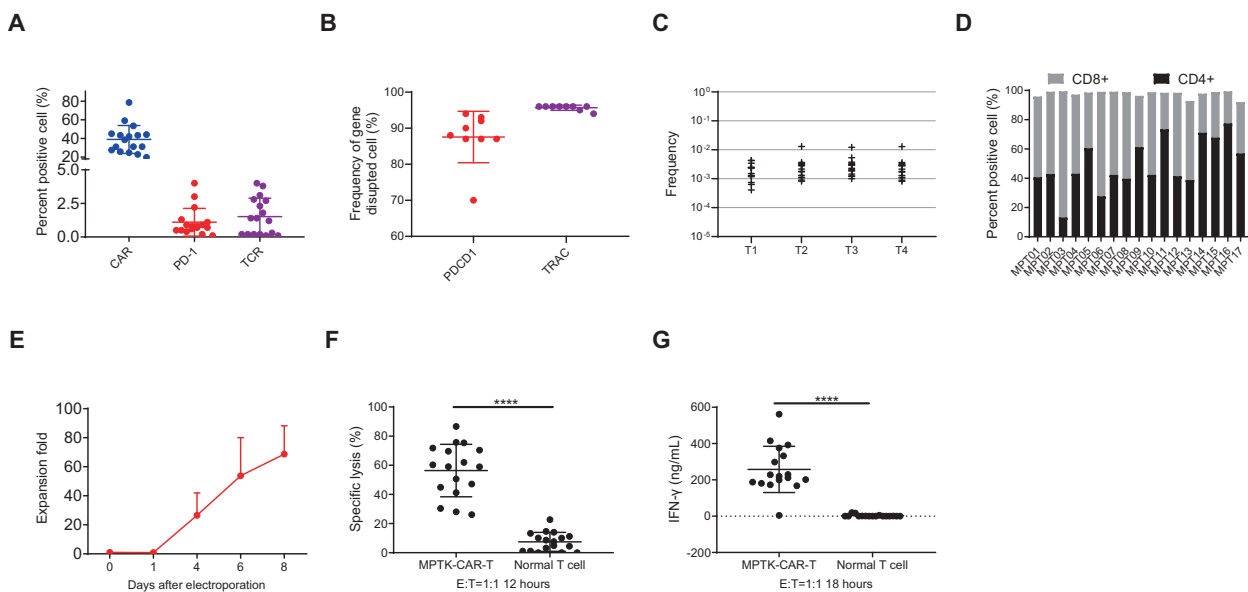 A
Percent positive cell (%)
80
60
40
20
5.0
2.5
0.0
CAR
PD-1
TCR
B
Frequency of gene
disrupted cell (%)
100
90
80
70
60
PDCD1
TRAC
C
Frequency
10⁰
10⁻¹
10⁻²
10⁻³
10⁻⁴
10⁻⁵
T1
T2
T3
T4
D
CD8+
CD4+
Percent positive cell (%)
100
80
60
40
20
0
MPT01
MPT02
MPT03
MPT04
MPT05
MPT06
MPT07
MPT08
MPT09
MPT10
MPT11
MPT12
MPT13
MPT14
MPT15
MPT16
MPT17
E
Expansion fold
100
80
60
40
20
0
0
1
4
6
8
Days after electroporation
F
Specific lysis (%)
100
80
60
40
20
0
****
MPTK-CAR-T
Normal T cell
E:T=1:1 12 hours
G
IFN-γ (ng/mL)
600
400
200
0
-200
****
MPTK-CAR-T
Normal T cell
E:T=1:1 18 hours